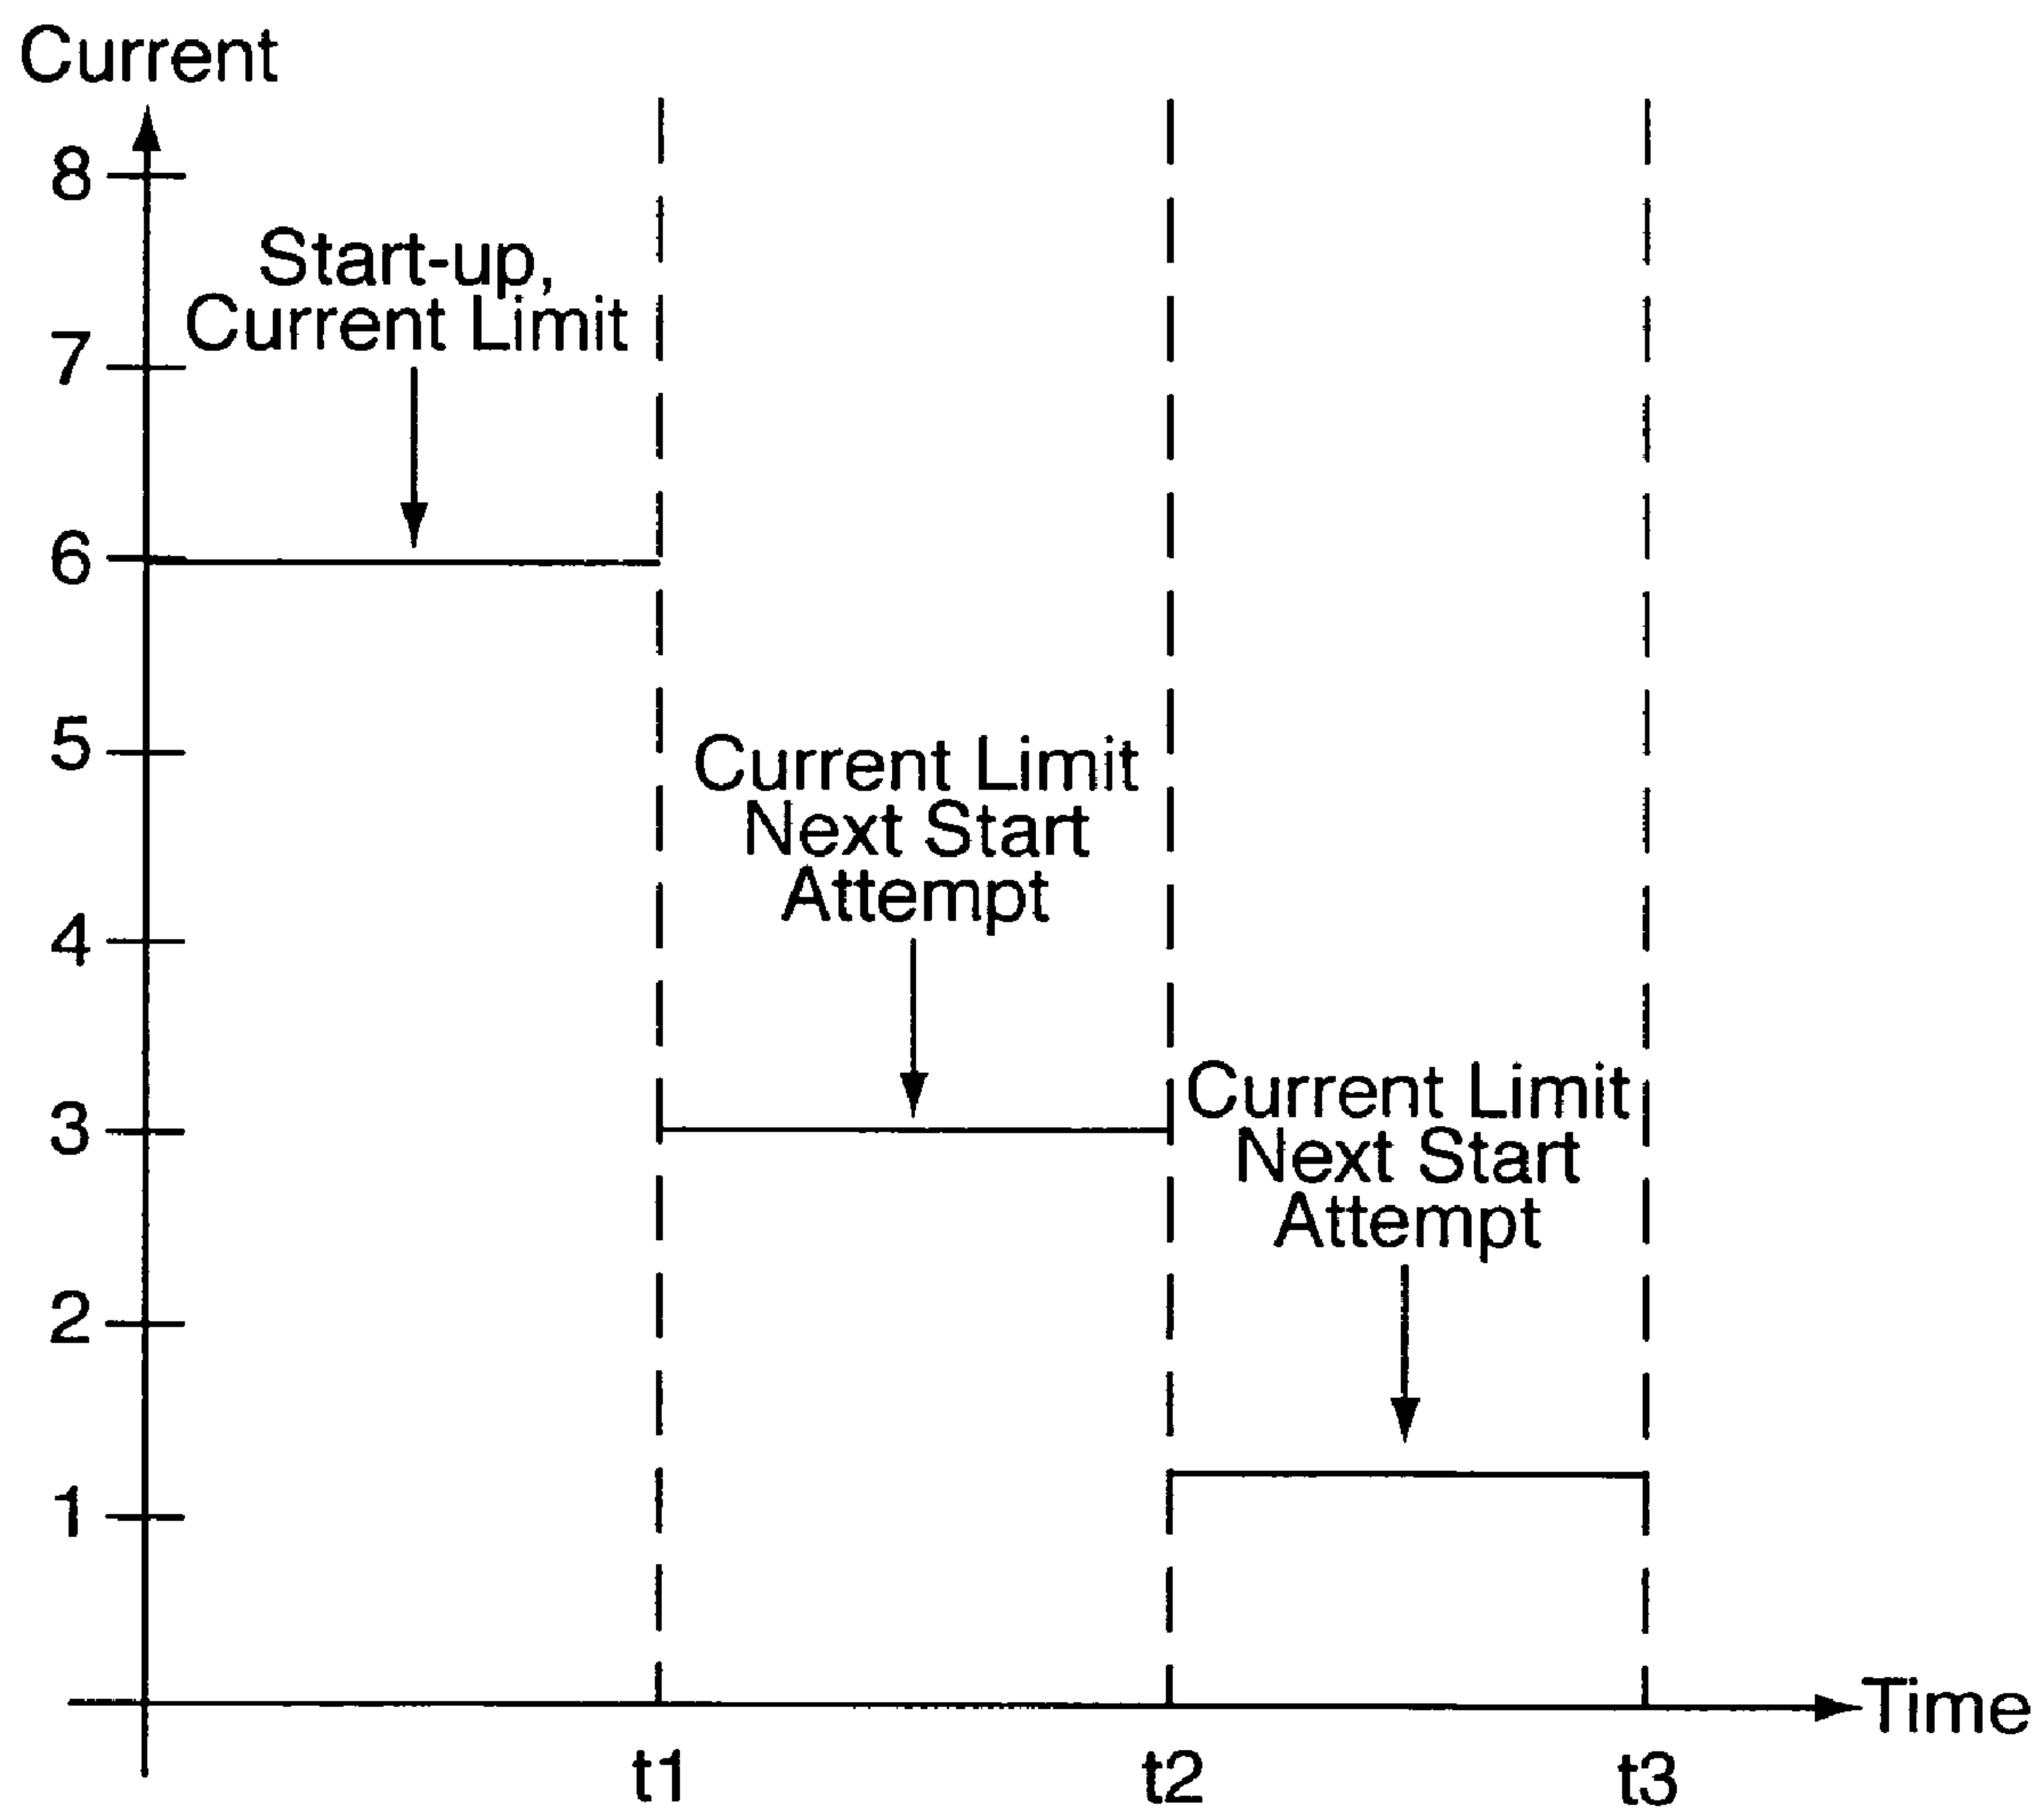 Current
8
Start-up,
Current Limit
7
6
5
Current Limit
Next Start
Attempt
4
3
Current Limit
Next Start
Attempt
2
1
Time
t1
t2
t3